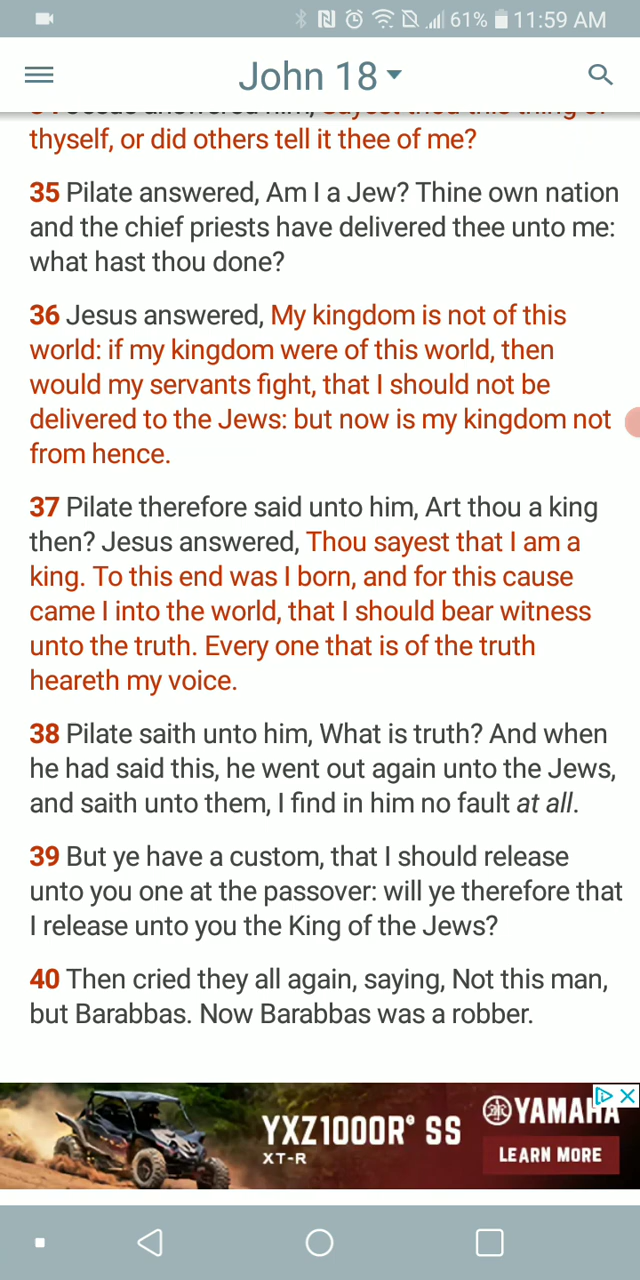 61% 11:59 AM
John 18
thyself, or did others tell it thee of me?
35 Pilate answered, Am I a Jew? Thine own nation
and the chief priests have delivered thee unto me:
what hast thou done?
36 Jesus answered, My kingdom is not of this
world: if my kingdom were of this world, then
would my servants fight, that I should not be
delivered to the Jews: but now is my kingdom not
from hence.
37 Pilate therefore said unto him, Art thou a king
then? Jesus answered, Thou sayest that I am a
king. To this end was I born, and for this cause
came I into the world, that I should bear witness
unto the truth. Every one that is of the truth
heareth my voice.
38 Pilate saith unto him, What is truth? And when
he had said this, he went out again unto the Jews,
and saith unto them, I find in him no fault at all.
39 But ye have a custom, that I should release
unto you one at the passover: will ye therefore that
I release unto you the King of the Jews?
40 Then cried they all again, saying, Not this man,
but Barabbas. Now Barabbas was a robber.
YXZ1000R® SS
XT-R
YAMAHA
LEARN MORE